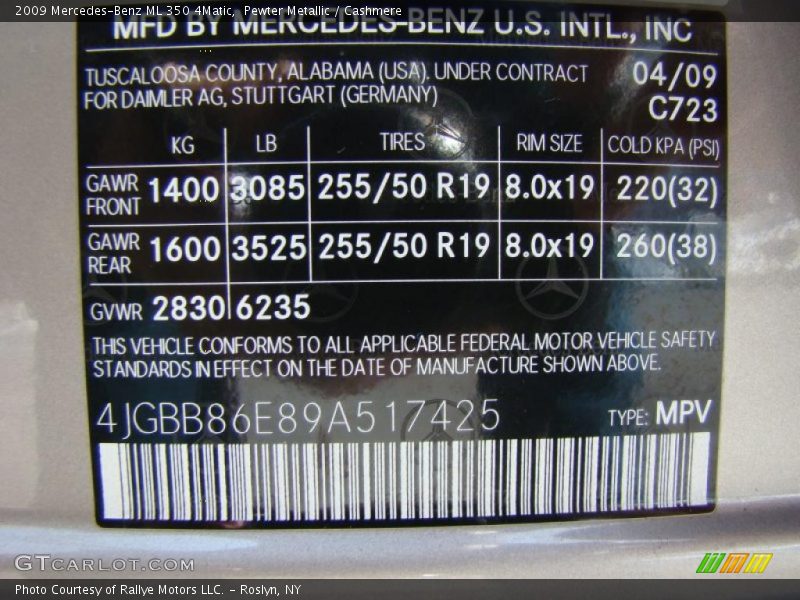 2009 Mercedes-Benz ML 350 4Matic, Pewter Metallic / Cashmere
MFD BY MERCEDES-BENZ U.S. INTL., INC
TUSCALOOSA COUNTY, ALABAMA (USA). UNDER CONTRACT 04/09
FOR DAIMLER AG, STUTTGART (GERMANY) C723
KG LB TIRES RIM SIZE COLD KPA (PSI)
GAWR FRONT 1400 3085 255/50 R19 8.0x19 220(32)
GAWR REAR 1600 3525 255/50 R19 8.0x19 260(38)
GVWR 2830 6235
THIS VEHICLE CONFORMS TO ALL APPLICABLE FEDERAL MOTOR VEHICLE SAFETY
STANDARDS IN EFFECT ON THE DATE OF MANUFACTURE SHOWN ABOVE.
4JGBB86E89A517425 TYPE: MPV
GTCARLOT.COM
Photo Courtesy of Rallye Motors LLC. - Roslyn, NY